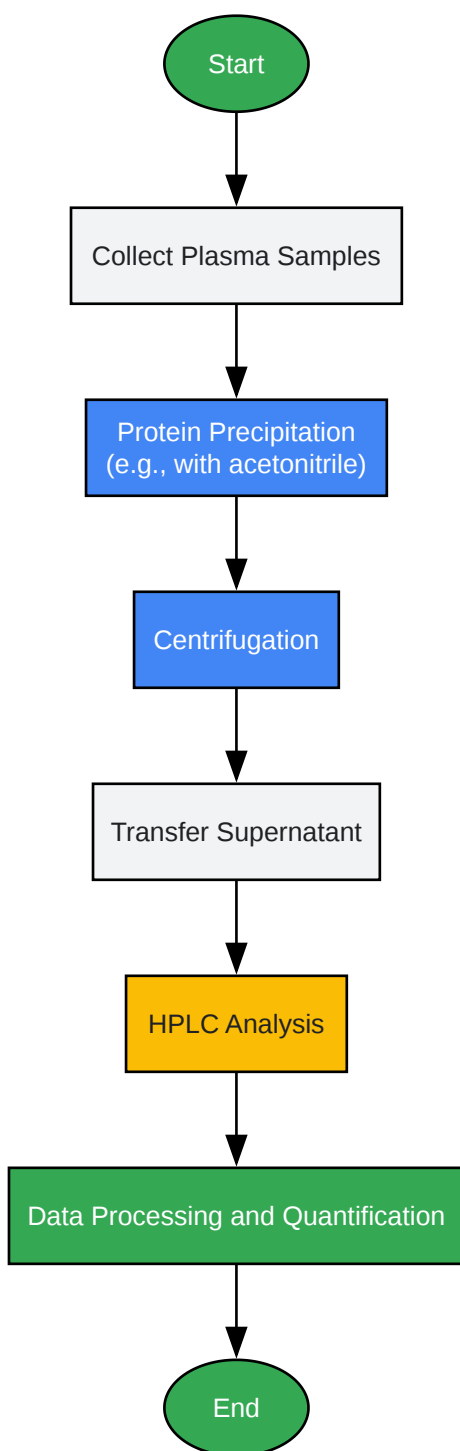 Start
Collect Plasma Samples
Protein Precipitation
(e.g., with acetonitrile)
Centrifugation
Transfer Supernatant
HPLC Analysis
Data Processing and Quantification
End